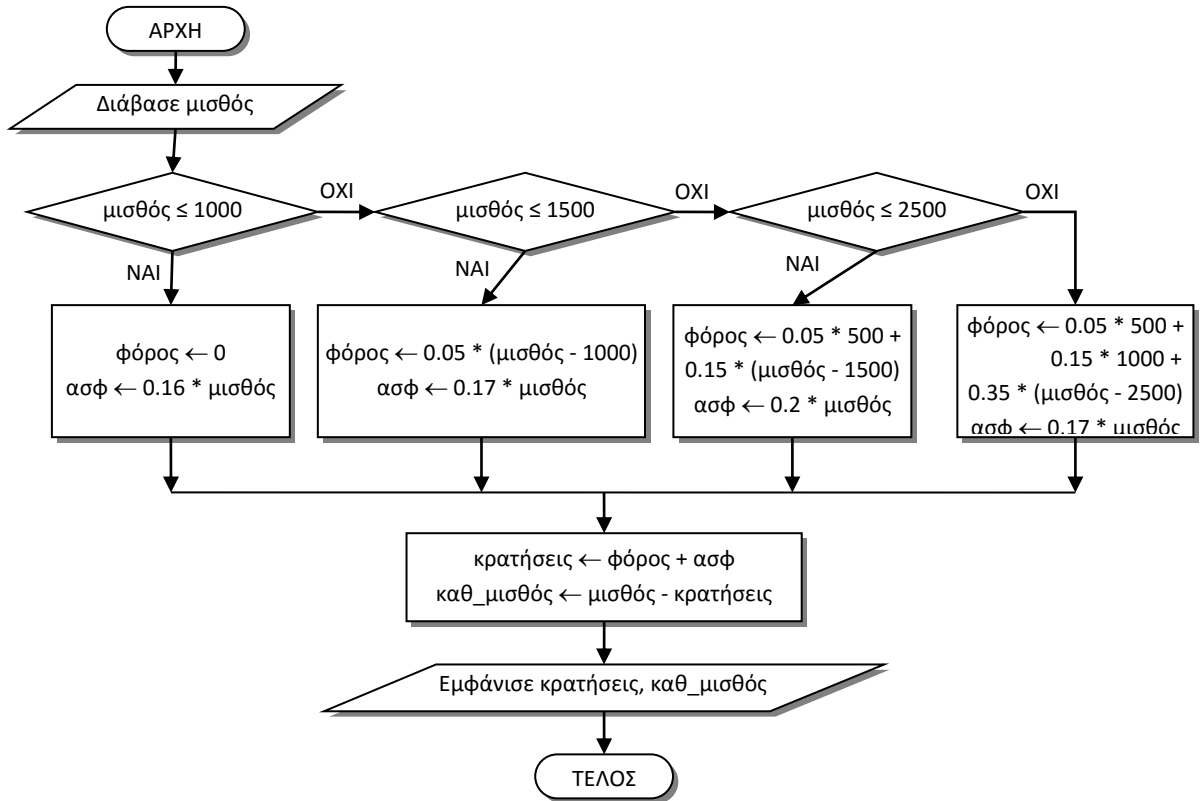 ΑΡΧΗ
Διάβασε μισθός
μισθός ≤ 1000
ΟΧΙ
μισθός ≤ 1500
ΟΧΙ
μισθός ≤ 2500
ΟΧΙ
ΝΑΙ
ΝΑΙ
ΝΑΙ
φόρος ← 0
ασφ ← 0.16 * μισθός
φόρος ← 0.05 * (μισθός - 1000)
ασφ ← 0.17 * μισθός
φόρος ← 0.05 * 500 +
0.15 * (μισθός - 1500)
ασφ ← 0.2 * μισθός
φόρος ← 0.05 * 500 +
0.15 * 1000 +
0.35 * (μισθός - 2500)
ασφ ← 0.17 * μισθός
κρατήσεις ← φόρος + ασφ
καθ_μισθός ← μισθός - κρατήσεις
Εμφάνισε κρατήσεις, καθ_μισθός
ΤΕΛΟΣ